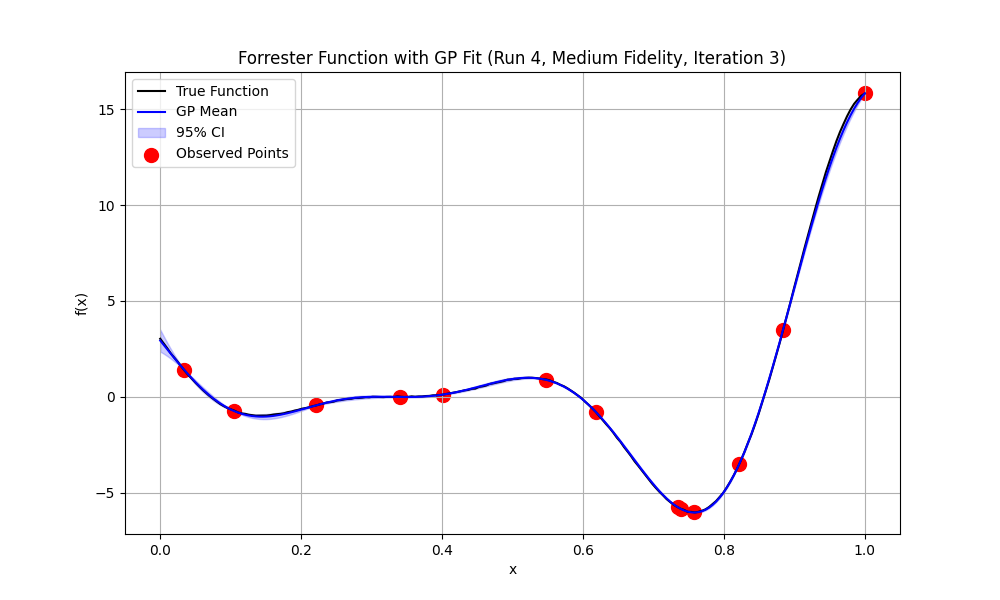 Forrester Function with GP Fit (Run 4, Medium Fidelity, Iteration 3)
True Function
GP Mean
95% CI
Observed Points
f(x)
15
10
5
0
−5
0.0
0.2
0.4
0.6
0.8
1.0
x